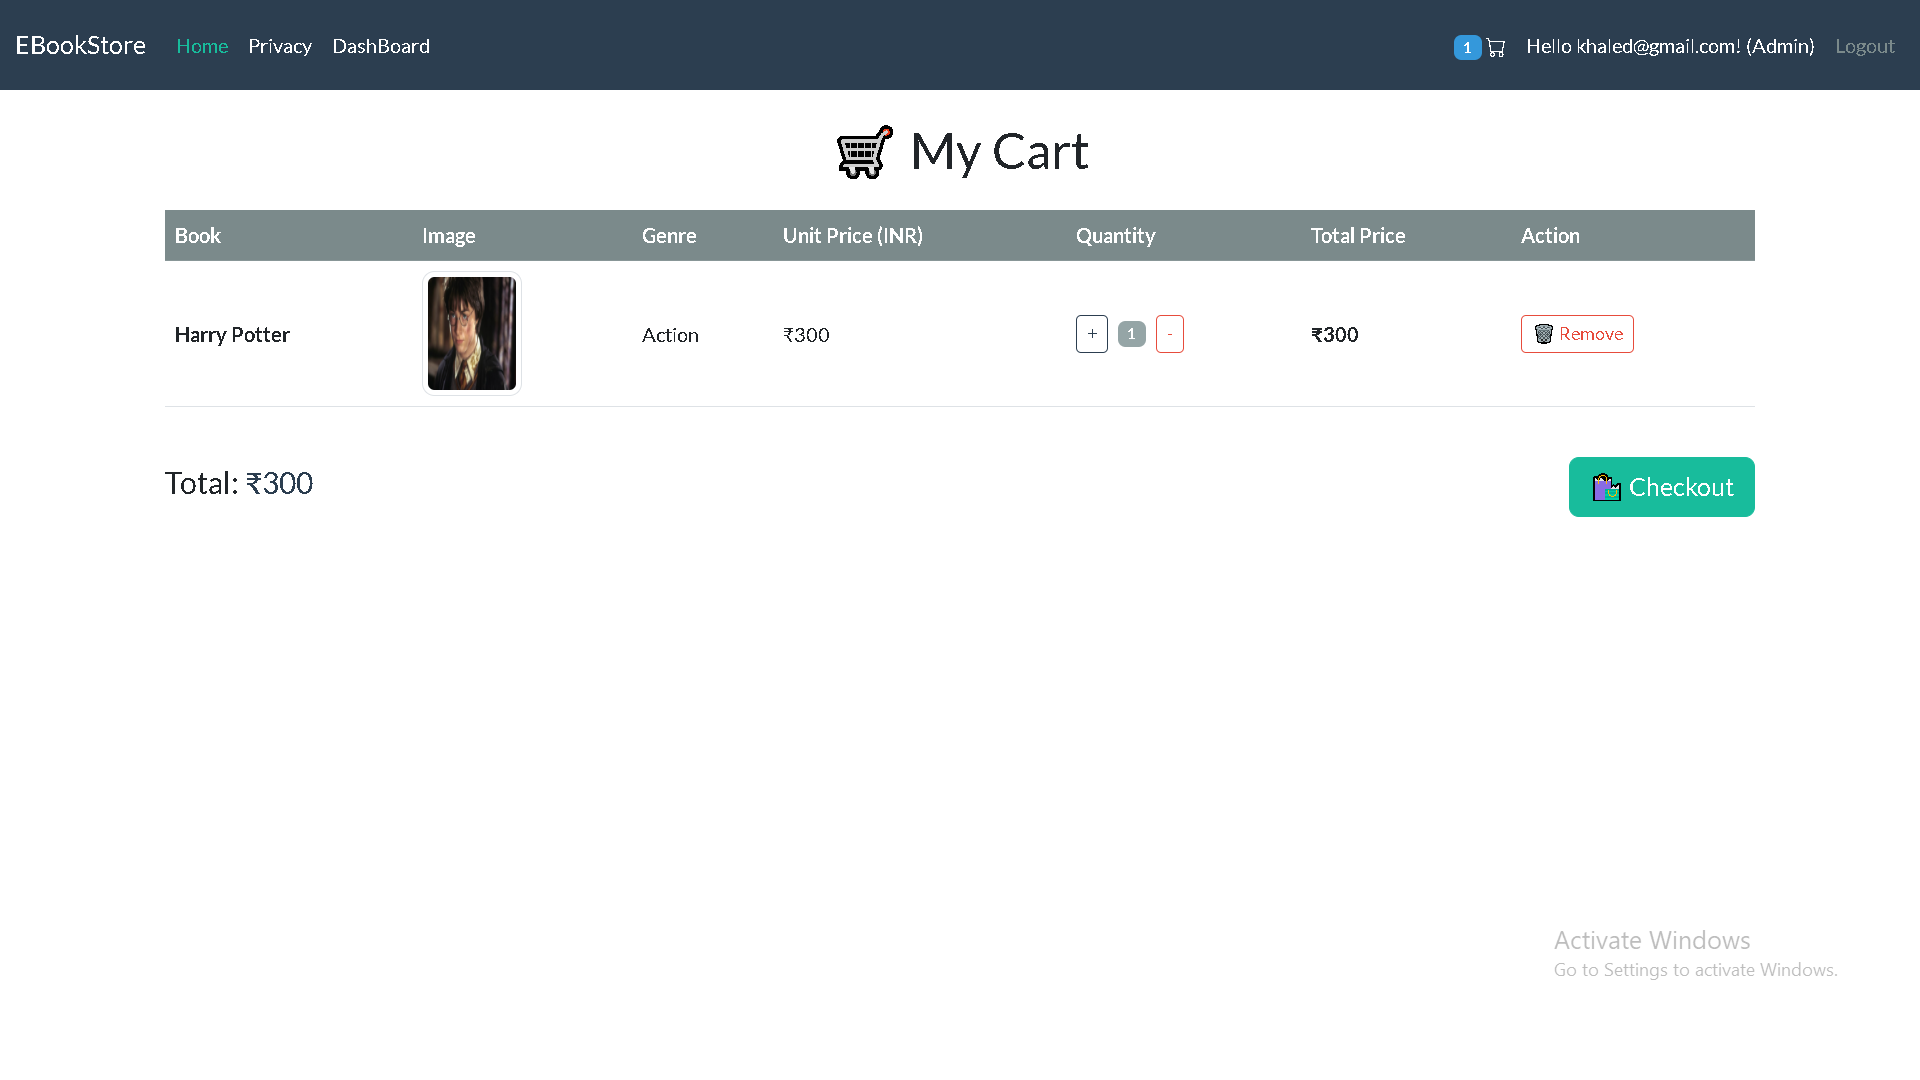 EBookStore Home Privacy DashBoard 1 Hello khaled@gmail.com! (Admin) Logout
My Cart
Book Image Genre Unit Price (INR) Quantity Total Price Action
Harry Potter Action ₹300 + 1 - ₹300 Remove
Total: ₹300 Checkout
Activate Windows
Go to Settings to activate Windows.